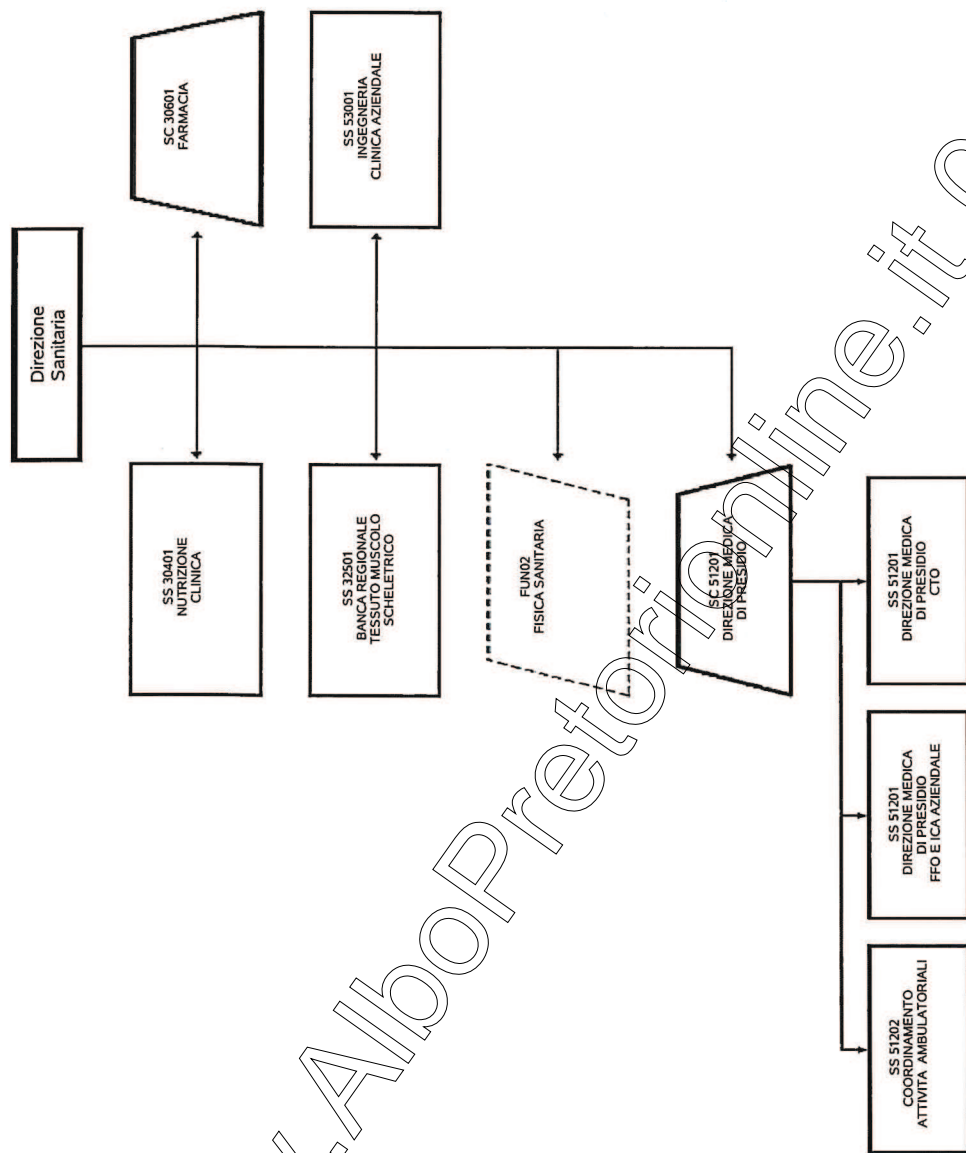 Direzione
Sanitaria
SS 30401
NUTRIZIONE
CLINICA
SC 30601
FARMACIA
SS 32501
BANCA REGIONALE
TESSUTO MUSCOLO
SCHELETRICO
SS 53001
INGEGNERIA
CLINICA AZIENDALE
FUN02
FISICA SANITARIA
SC 51201
DIREZIONE MEDICA
DI PRESIDIO
SS 51202
COORDINAMENTO
ATTIVITA AMBULATORIALI
SS 51201
DIREZIONE MEDICA
DI PRESIDIO
FFO E ICA AZIENDALE
SS 51201
DIREZIONE MEDICA
DI PRESIDIO
CTO
.AlboPretorionline.it